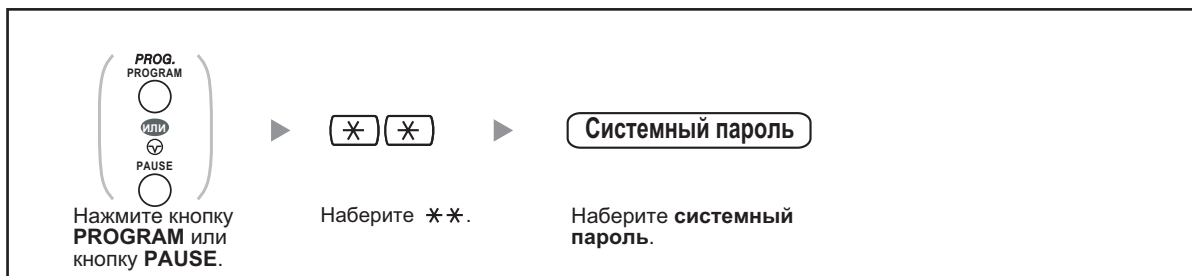 PROG.
PROGRAM
или
PAUSE
Нажмите кнопку
PROGRAM или
кнопку PAUSE.
✳ ✳
Наберите ✳✳.
Системный пароль
Наберите системный
пароль.